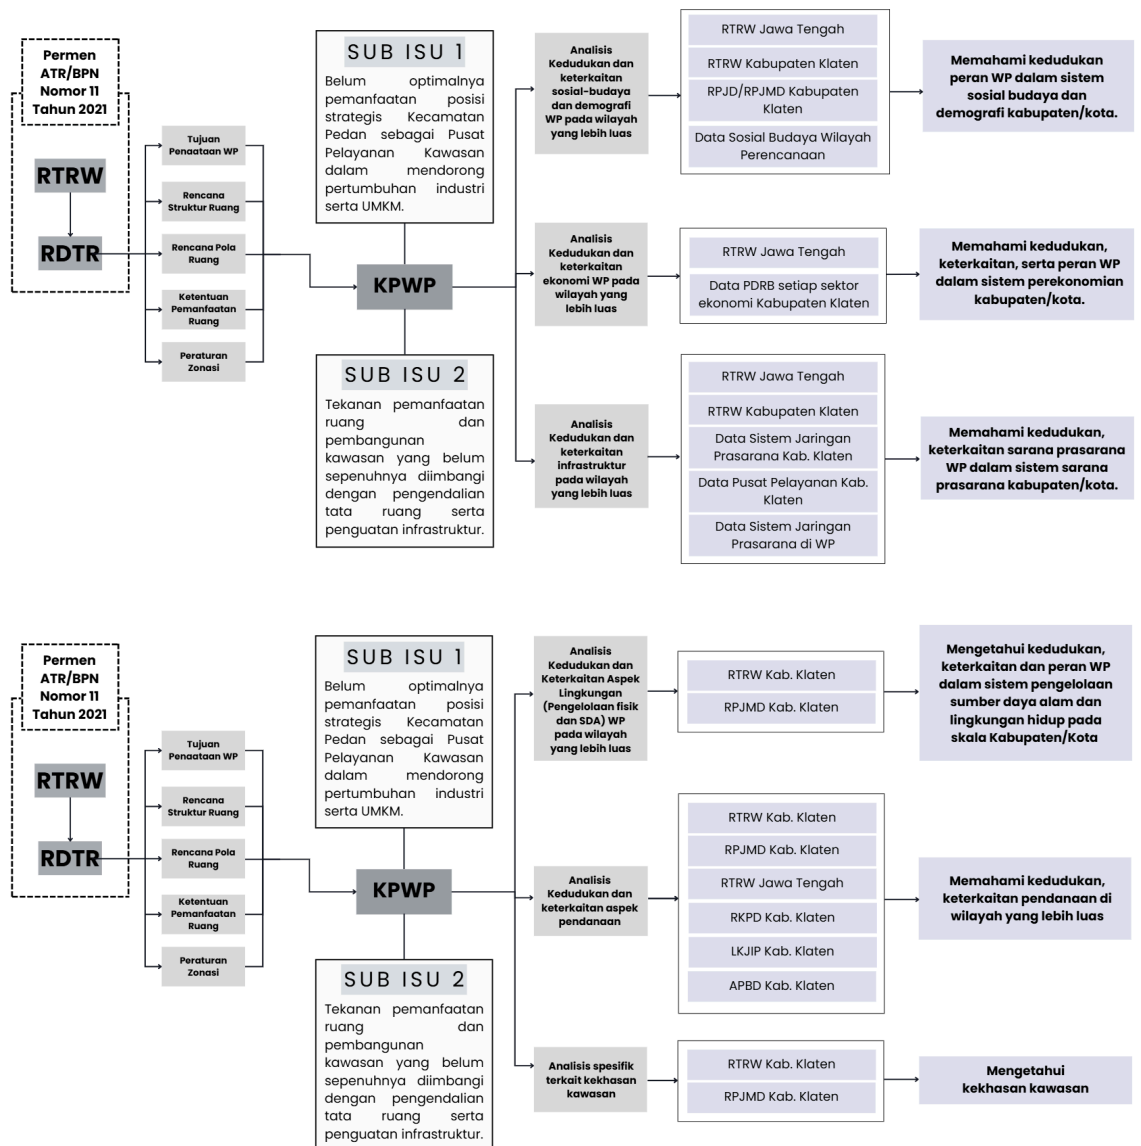 Permen
ATR/BPN
Nomor 11
Tahun 2021
RTRW
RDTR
Tujuan
Penaataan WP
Rencana
Struktur Ruang
Rencana Pola
Ruang
Ketentuan
Pemanfaatan
Ruang
Peraturan
Zonasi
SUB ISU 1
Belum optimalnya
pemanfaatan posisi
strategis Kecamatan
Pedan sebagai Pusat
Pelayanan Kawasan
dalam mendorong
pertumbuhan industri
serta UMKM.
KPWP
SUB ISU 2
Tekanan pemanfaatan
ruang dan
pembangunan
kawasan yang belum
sepenuhnya diimbangi
dengan pengendalian
tata ruang serta
penguatan infrastruktur.
Analisis
Kedudukan dan
keterkaitan
sosial-budaya
dan demografi
WP pada wilayah
yang lebih luas
RTRW Jawa Tengah
RTRW Kabupaten Klaten
RPJD/RPJMD Kabupaten
Klaten
Data Sosial Budaya Wilayah
Perencanaan
Memahami kedudukan
peran WP dalam sistem
sosial budaya dan
demografi kabupaten/kota.
Analisis
Kedudukan dan
keterkaitan
ekonomi WP pada
wilayah yang
lebih luas
RTRW Jawa Tengah
Data PDRB setiap sektor
ekonomi Kabupaten Klaten
Memahami kedudukan,
keterkaitan, serta peran WP
dalam sistem perekonomian
kabupaten/kota.
Analisis
Kedudukan dan
keterkaitan
infrastruktur
pada wilayah
yang lebih luas
RTRW Jawa Tengah
RTRW Kabupaten Klaten
Data Sistem Jaringan
Prasarana Kab. Klaten
Data Pusat Pelayanan Kab.
Klaten
Data Sistem Jaringan
Prasarana di WP
Memahami kedudukan,
keterkaitan sarana prasarana
WP dalam sistem sarana
prasarana kabupaten/kota.
Permen
ATR/BPN
Nomor 11
Tahun 2021
RTRW
RDTR
Tujuan
Penaataan WP
Rencana
Struktur Ruang
Rencana Pola
Ruang
Ketentuan
Pemanfaatan
Ruang
Peraturan
Zonasi
SUB ISU 1
Belum optimalnya
pemanfaatan posisi
strategis Kecamatan
Pedan sebagai Pusat
Pelayanan Kawasan
dalam mendorong
pertumbuhan industri
serta UMKM.
KPWP
SUB ISU 2
Tekanan pemanfaatan
ruang dan
pembangunan
kawasan yang belum
sepenuhnya diimbangi
dengan pengendalian
tata ruang serta
penguatan infrastruktur.
Analisis
Kedudukan dan
Keterkaitan Aspek
Lingkungan
(Pengelolaan fisik
dan SDA) WP
pada wilayah
yang lebih luas
RTRW Kab. Klaten
RPJMD Kab. Klaten
Mengetahui kedudukan,
keterkaitan dan peran WP
dalam sistem pengelolaan
sumber daya alam dan
lingkungan hidup pada
skala Kabupaten/Kota
Analisis
Kedudukan dan
keterkaitan aspek
pendanaan
RTRW Kab. Klaten
RPJMD Kab. Klaten
RTRW Jawa Tengah
RKPD Kab. Klaten
LKJIP Kab. Klaten
APBD Kab. Klaten
Memahami kedudukan,
keterkaitan pendanaan di
wilayah yang lebih luas
Analisis spesifik
terkait kekhasan
kawasan
RTRW Kab. Klaten
RPJMD Kab. Klaten
Mengetahui
kekhasan kawasan